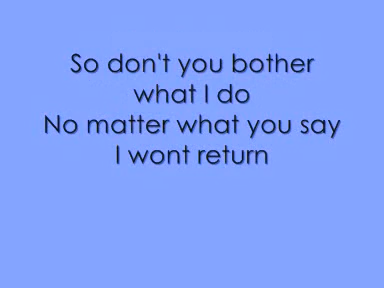 So don't you bother
what I do
No matter what you say
I wont return